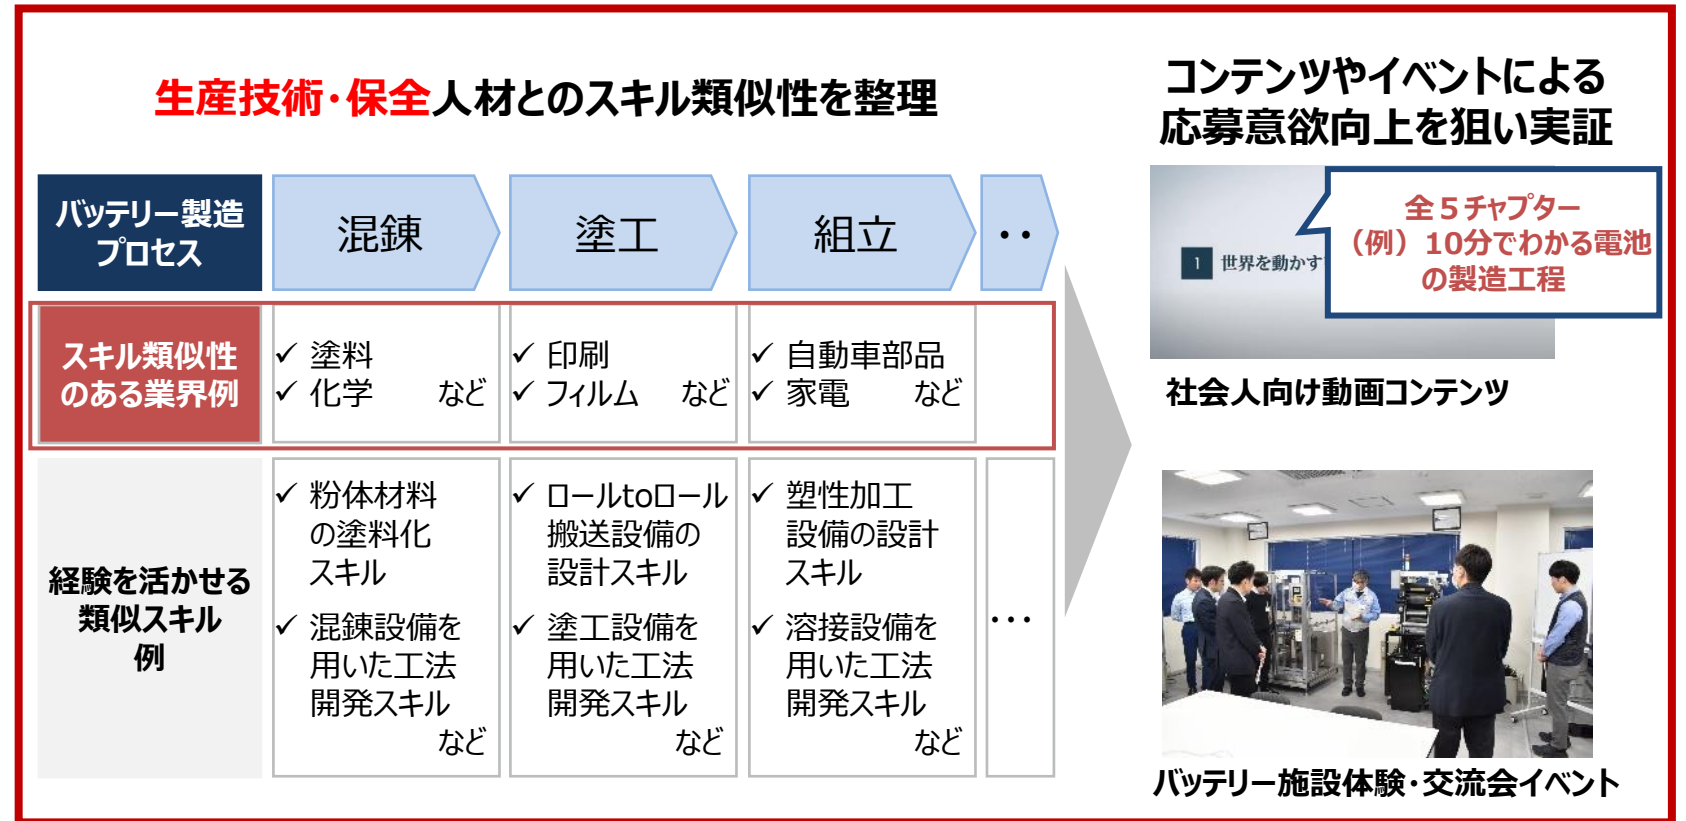 生産技術・保全人材とのスキル類似性を整理
コンテンツやイベントによる
応募意欲向上を狙い実証
バッテリー製造
プロセス
混錬
塗工
組立
・・
スキル類似性
のある業界例
✓ 塗料
✓ 化学 など
✓ 印刷
✓ フィルム など
✓ 自動車部品
✓ 家電 など
経験を活かせる
類似スキル
例
✓ 粉体材料
の塗料化
スキル
✓ 混錬設備を
用いた工法
開発スキル
など
✓ ロールtoロール
搬送設備の
設計スキル
✓ 塗工設備を
用いた工法
開発スキル
など
✓ 塑性加工
設備の設計
スキル
✓ 溶接設備を
用いた工法
開発スキル
など
・・・
1 世界を動かす
全５チャプター
（例）10分でわかる電池
の製造工程
社会人向け動画コンテンツ
バッテリー施設体験・交流会イベント